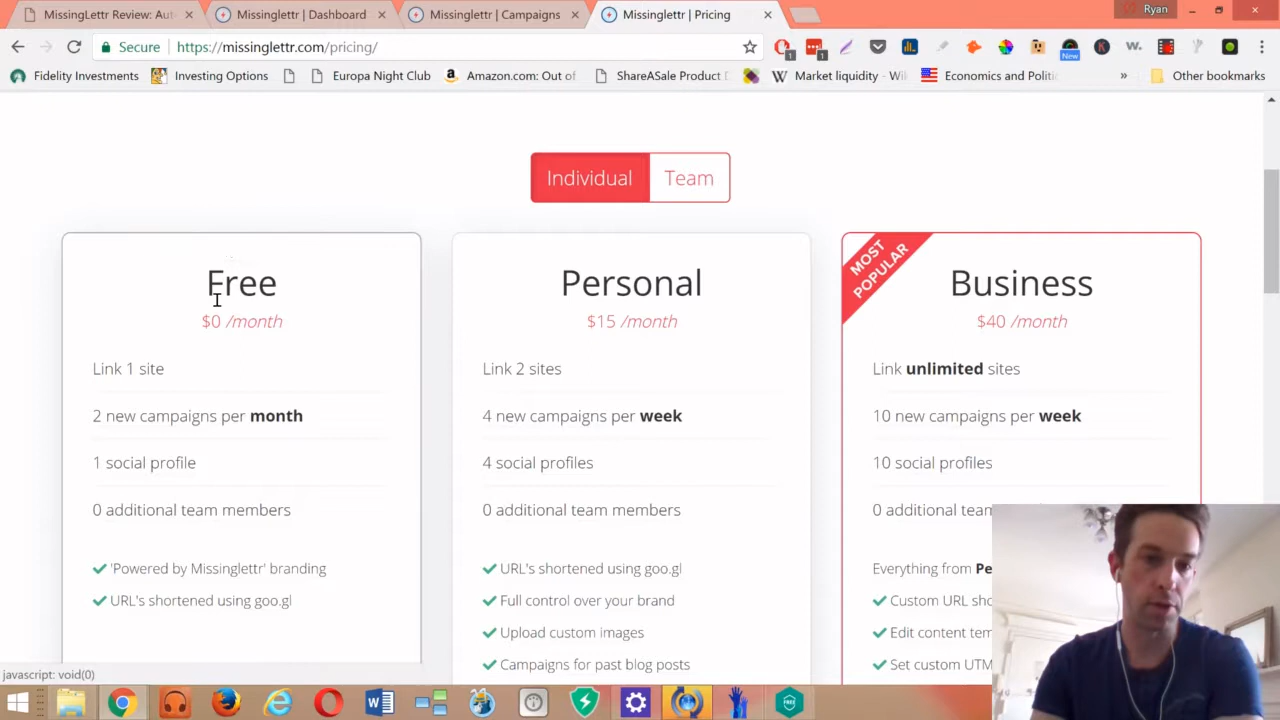 MissingLettr Review: Aut
Missinglettr | Dashboard
Missinglettr | Campaigns
Missinglettr | Pricing
Ryan
Secure
https://missinglettr.com/pricing/
1
1
New
W.
Fidelity Investments
Investing Options
Europa Night Club
Amazon.com: Out of
ShareASale Product D
Market liquidity - Wik
Economics and Politi
»
Other bookmarks
Individual
Team
Free
$0 /month
Link 1 site
2 new campaigns per month
1 social profile
0 additional team members
'Powered by Missinglettr' branding
URL's shortened using goo.gl
Personal
$15 /month
Link 2 sites
4 new campaigns per week
4 social profiles
0 additional team members
URL's shortened using goo.gl
Full control over your brand
Upload custom images
Campaigns for past blog posts
MOST
POPULAR
Business
$40 /month
Link unlimited sites
10 new campaigns per week
10 social profiles
0 additional team
Everything from Pe
Custom URL sho
Edit content tem
Set custom UTM
javascript: void(0)
FREE